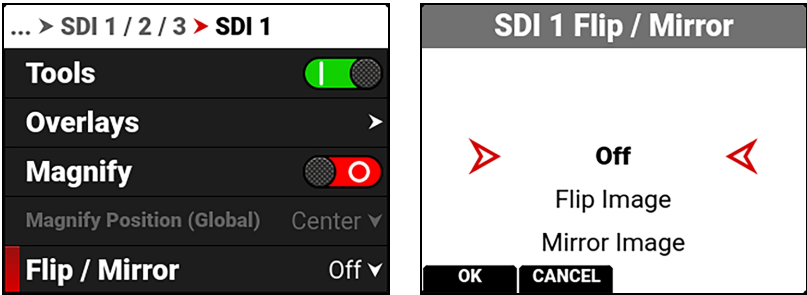 ... > SDI 1 / 2 / 3 > SDI 1
Tools
Overlays >
Magnify
Magnify Position (Global) Center
Flip / Mirror Off
SDI 1 Flip / Mirror
Off
Flip Image
Mirror Image
OK CANCEL